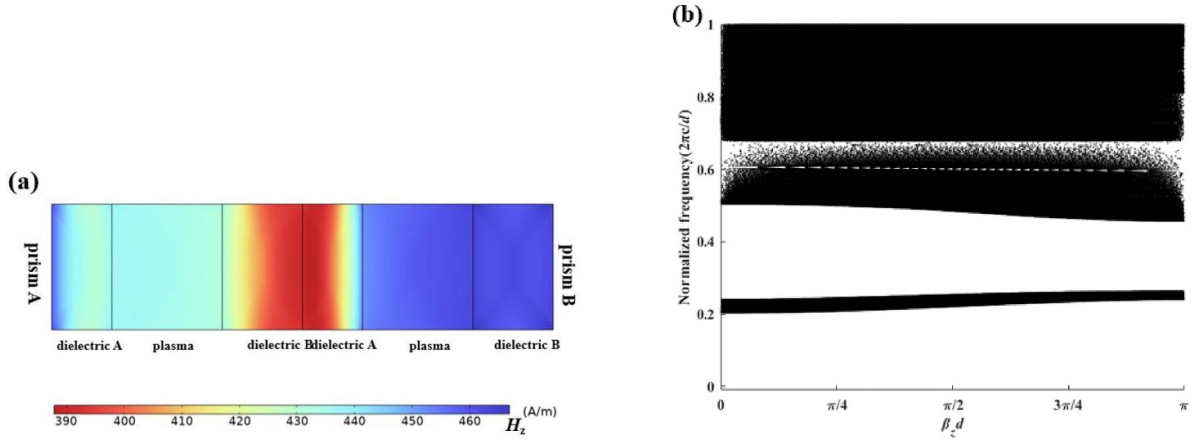 (a)
prism A
prism B
dielectric A plasma dielectric B dielectric A plasma dielectric B
390 400 410 420 430 440 450 460 (A/m)
Hz
(b)
Normalized frequency(2πc/d)
1
0.8
0.6
0.4
0.2
0
0 π/4 π/2 3π/4 π
βzd